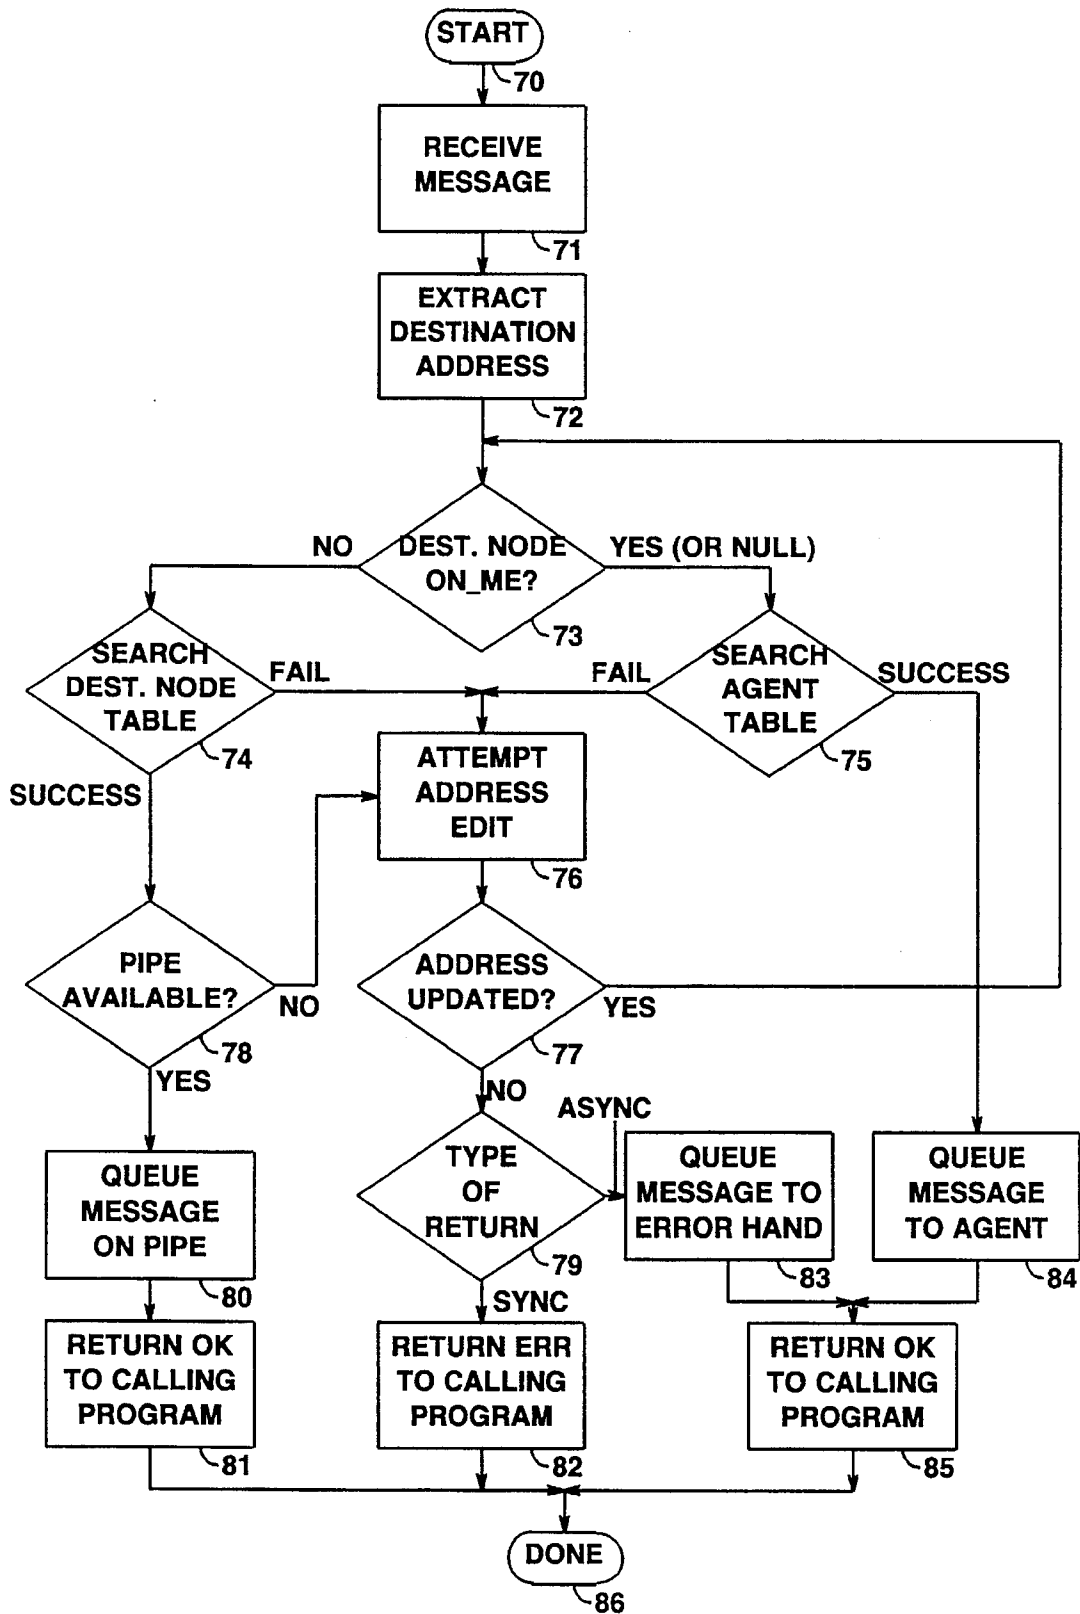 START
70
RECEIVE
MESSAGE
71
EXTRACT
DESTINATION
ADDRESS
72
NO
DEST. NODE
ON_ME?
YES (OR NULL)
73
SEARCH
DEST. NODE
TABLE
FAIL
74
SUCCESS
FAIL
SEARCH
AGENT
TABLE
SUCCESS
75
ATTEMPT
ADDRESS
EDIT
76
PIPE
AVAILABLE?
NO
78
YES
ADDRESS
UPDATED?
YES
77
NO
ASYNC
TYPE
OF
RETURN
79
SYNC
QUEUE
MESSAGE TO
ERROR HAND
83
QUEUE
MESSAGE
TO AGENT
84
QUEUE
MESSAGE
ON PIPE
80
RETURN OK
TO CALLING
PROGRAM
81
RETURN ERR
TO CALLING
PROGRAM
82
RETURN OK
TO CALLING
PROGRAM
85
DONE
86